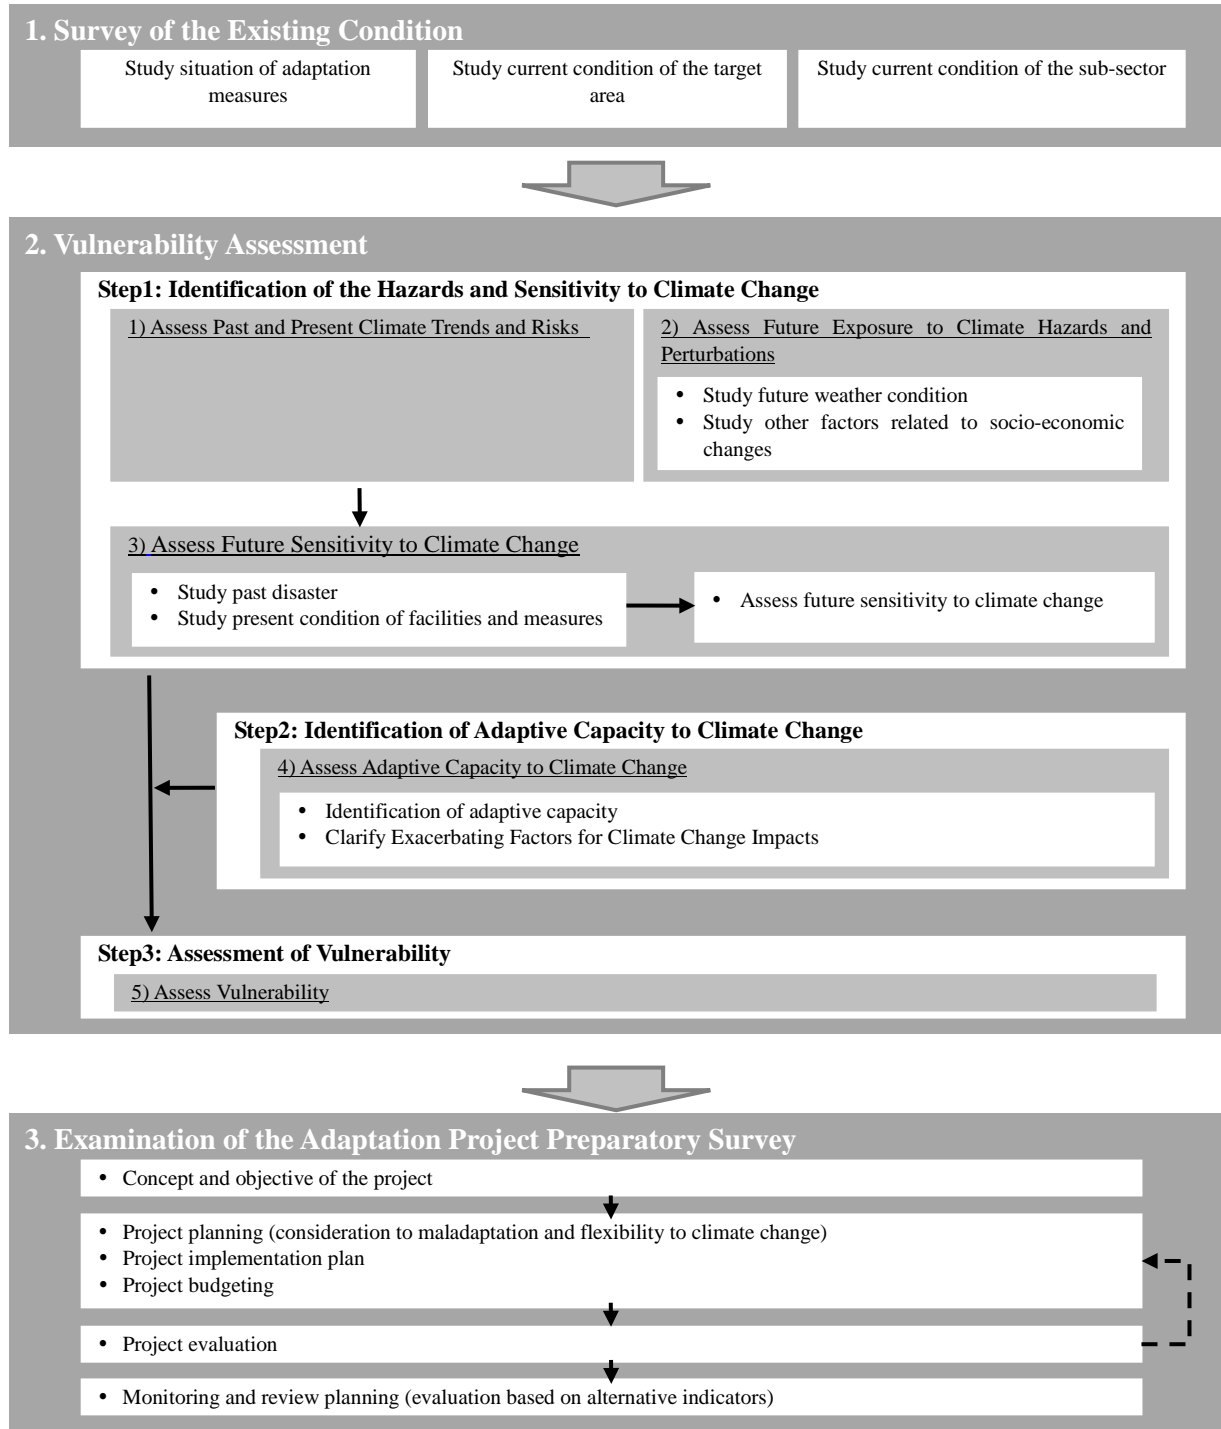 1. Survey of the Existing Condition
Study situation of adaptation
measures
Study current condition of the target
area
Study current condition of the sub-sector
2. Vulnerability Assessment
Step1: Identification of the Hazards and Sensitivity to Climate Change
1) Assess Past and Present Climate Trends and Risks
2) Assess Future Exposure to Climate Hazards and
Perturbations
• Study future weather condition
• Study other factors related to socio-economic
changes
3) Assess Future Sensitivity to Climate Change
• Study past disaster
• Study present condition of facilities and measures
• Assess future sensitivity to climate change
Step2: Identification of Adaptive Capacity to Climate Change
4) Assess Adaptive Capacity to Climate Change
• Identification of adaptive capacity
• Clarify Exacerbating Factors for Climate Change Impacts
Step3: Assessment of Vulnerability
5) Assess Vulnerability
3. Examination of the Adaptation Project Preparatory Survey
• Concept and objective of the project
• Project planning (consideration to maladaptation and flexibility to climate change)
• Project implementation plan
• Project budgeting
• Project evaluation
• Monitoring and review planning (evaluation based on alternative indicators)